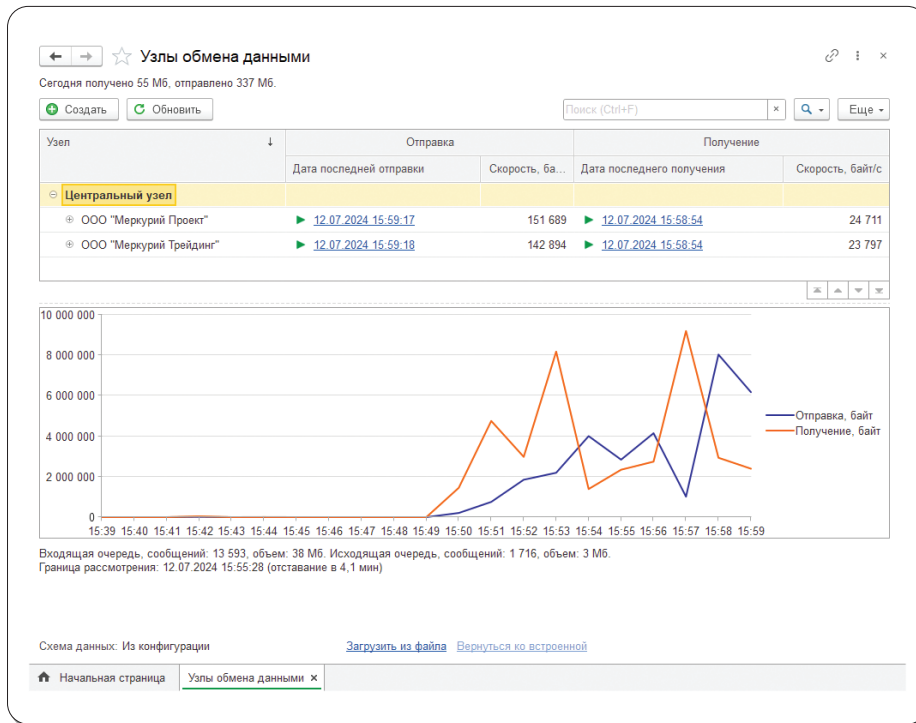 Узлы обмена данными
Сегодня получено 55 Мб, отправлено 337 Мб.
Создать Обновить Поиск (Ctrl+F) × Еще
Узел ↓ Отправка Получение
Дата последней отправки Скорость, ба... Дата последнего получения Скорость, байт/с
Центральный узел
ООО "Меркурий Проект" 12.07.2024 15:59:17 151 689 12.07.2024 15:58:54 24 711
ООО "Меркурий Трейдинг" 12.07.2024 15:59:18 142 894 12.07.2024 15:58:54 23 797
10 000 000
8 000 000
6 000 000
Отправка, байт
4 000 000
Получение, байт
2 000 000
0
15:39 15:40 15:41 15:42 15:43 15:44 15:45 15:46 15:47 15:48 15:49 15:50 15:51 15:52 15:53 15:54 15:55 15:56 15:57 15:58 15:59
Входящая очередь, сообщений: 13 593, объем: 38 Мб. Исходящая очередь, сообщений: 1 716, объем: 3 Мб.
Граница рассмотрения: 12.07.2024 15:55:28 (отставание в 4,1 мин)
Схема данных: Из конфигурации Загрузить из файла Вернуться ко встроенной
Начальная страница Узлы обмена данными ×